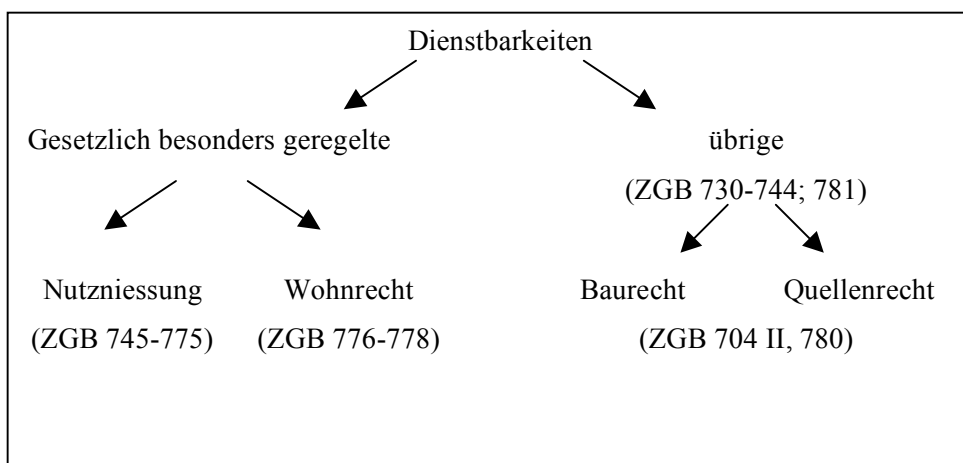 Dienstbarkeiten
Gesetzlich besonders geregelte übrige
(ZGB 730-744; 781)
Nutzniessung Wohnrecht Baurecht Quellenrecht
(ZGB 745-775) (ZGB 776-778) (ZGB 704 II, 780)